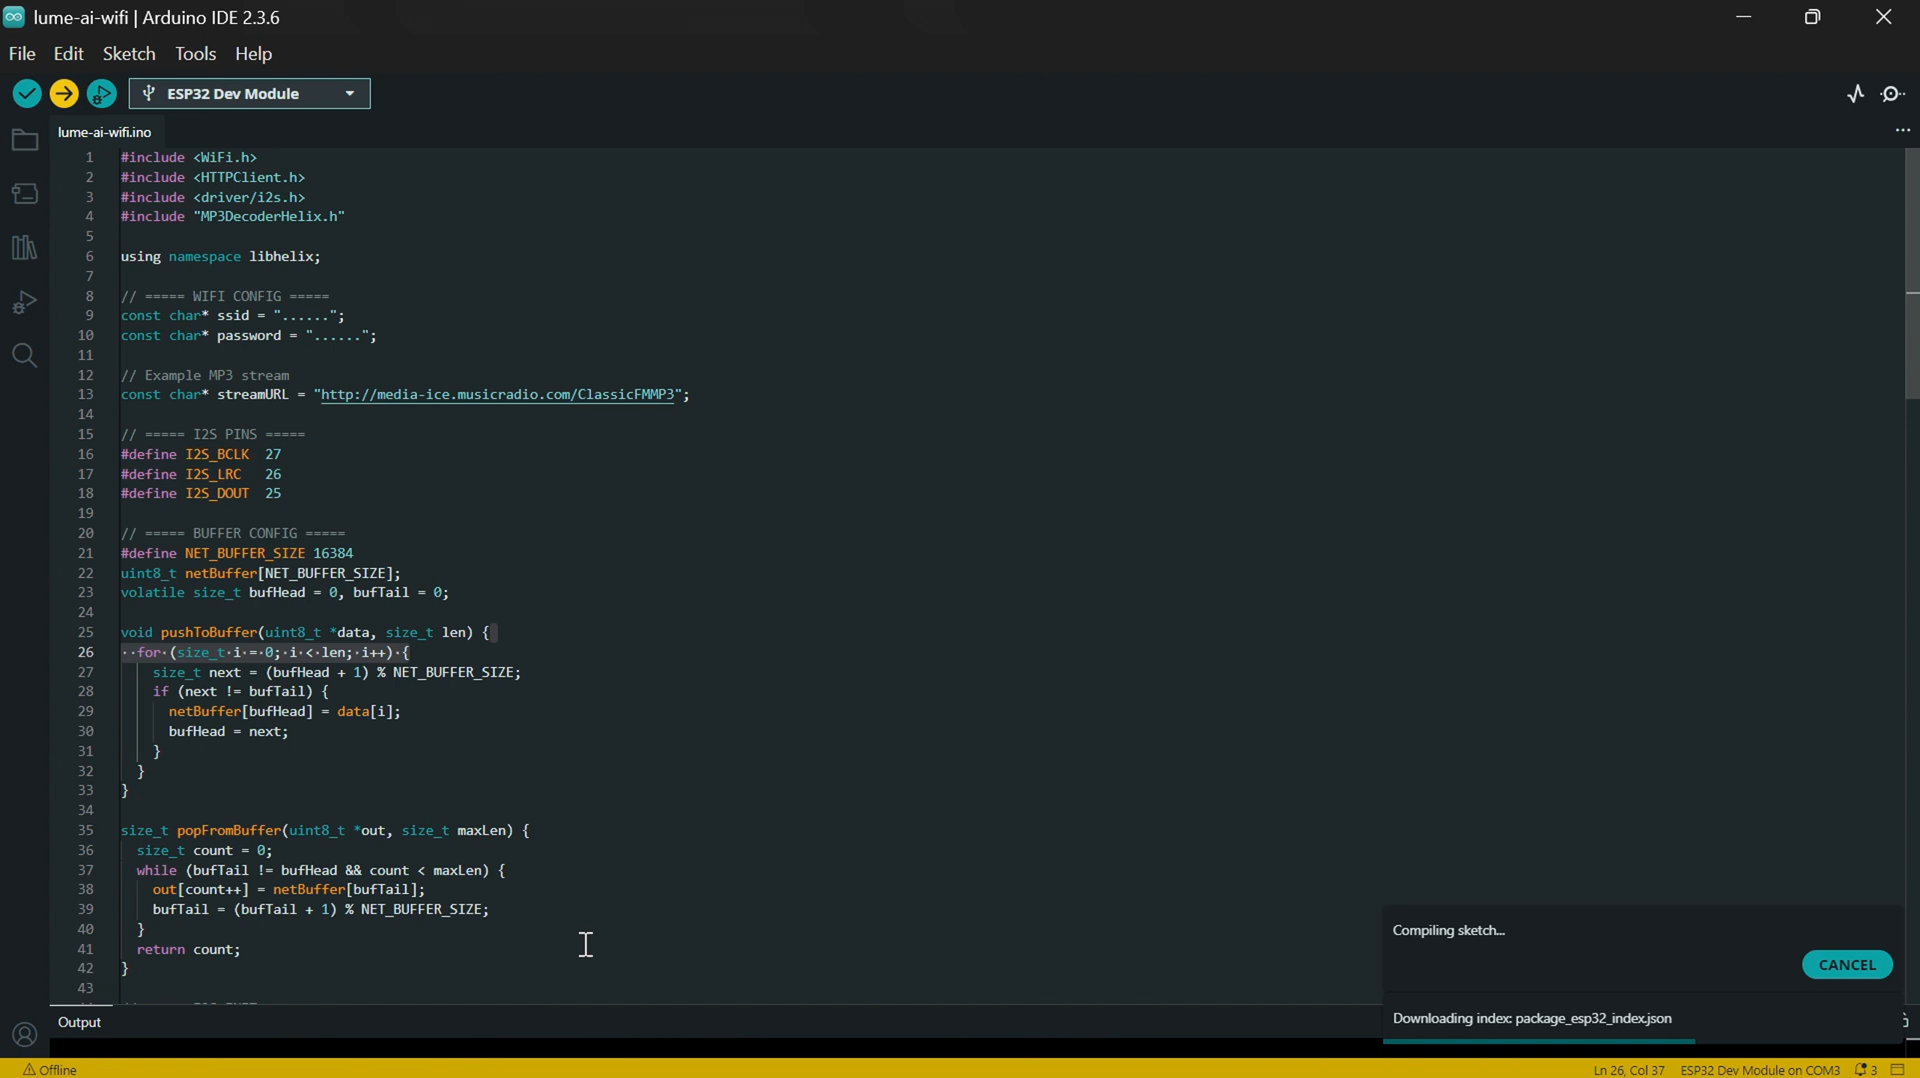 lume-ai-wifi | Arduino IDE 2.3.6
File Edit Sketch Tools Help
ESP32 Dev Module
lume-ai-wifi.ino
1 #include <WiFi.h>
2 #include <HTTPClient.h>
3 #include <driver/i2s.h>
4 #include "MP3DecoderHelix.h"
5
6 using namespace libhelix;
7
8 // ===== WIFI CONFIG =====
9 const char* ssid = "......";
10 const char* password = "......";
11
12 // Example MP3 stream
13 const char* streamURL = "http://media-ice.musicradio.com/ClassicFMMP3";
14
15 // ===== I2S PINS =====
16 #define I2S_BCLK 27
17 #define I2S_LRC 26
18 #define I2S_DOUT 25
19
20 // ===== BUFFER CONFIG =====
21 #define NET_BUFFER_SIZE 16384
22 uint8_t netBuffer[NET_BUFFER_SIZE];
23 volatile size_t bufHead = 0, bufTail = 0;
24
25 void pushToBuffer(uint8_t *data, size_t len) {
26 for (size_t i = 0; i < len; i++) {
27 size_t next = (bufHead + 1) % NET_BUFFER_SIZE;
28 if (next != bufTail) {
29 netBuffer[bufHead] = data[i];
30 bufHead = next;
31 }
32 }
33 }
34
35 size_t popFromBuffer(uint8_t *out, size_t maxLen) {
36 size_t count = 0;
37 while (bufTail != bufHead && count < maxLen) {
38 out[count++] = netBuffer[bufTail];
39 bufTail = (bufTail + 1) % NET_BUFFER_SIZE;
40 }
41 return count;
42 }
43
Compiling sketch...
CANCEL
Downloading index: package_esp32_index.json
Output
Offline
Ln 26, Col 37 ESP32 Dev Module on COM3 3